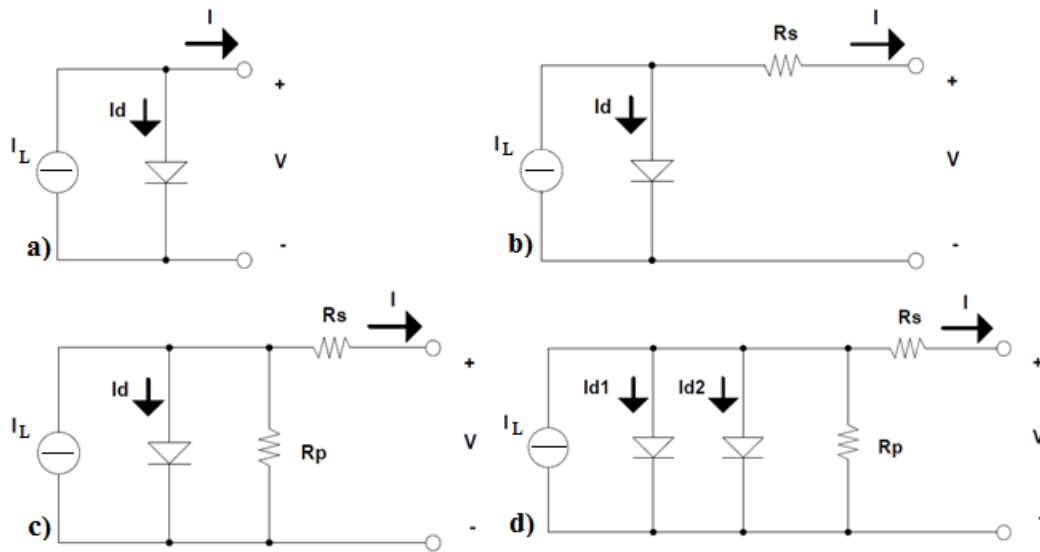 I
+
Id
I_L
V
a)
-
Rs
I
+
Id
I_L
V
b)
-
Rs
I
+
Id
I_L
Rp
V
c)
-
Rs
I
+
Id1
Id2
I_L
Rp
V
d)
-